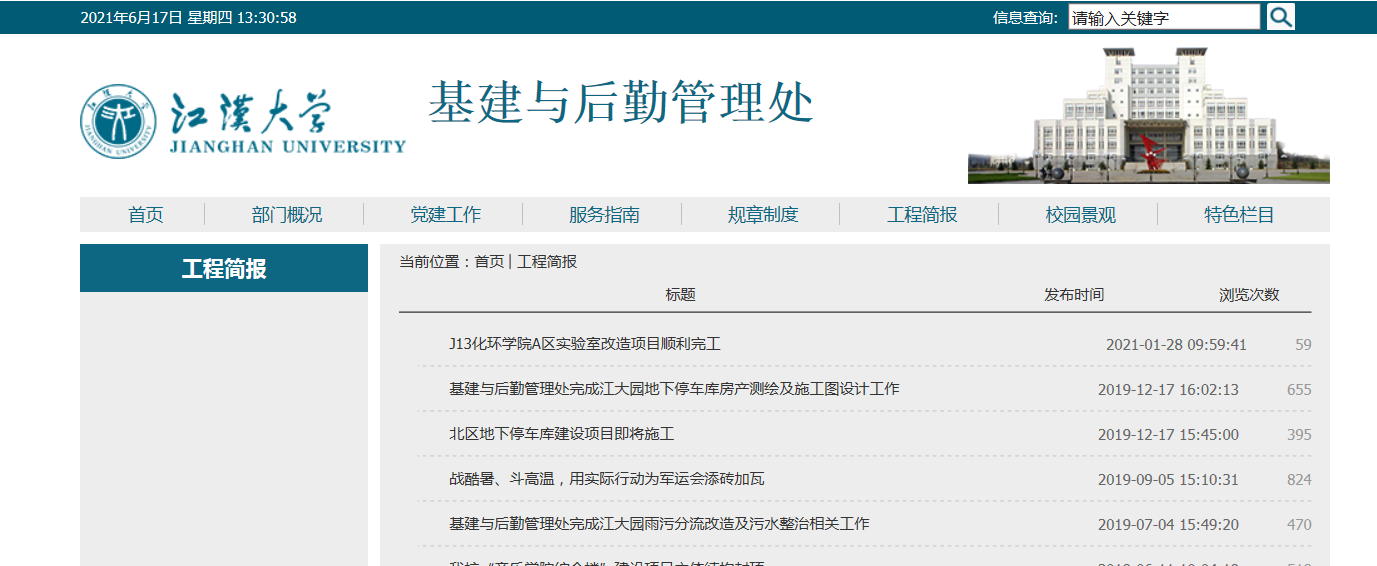 2021年6月17日 星期四 13:30:58 信息查询: 请输入关键字
江漢大学
JIANGHAN UNIVERSITY
基建与后勤管理处
首页 部门概况 党建工作 服务指南 规章制度 工程简报 校园景观 特色栏目
工程简报
当前位置：首页 | 工程简报
标题 发布时间 浏览次数
J13化环学院A区实验室改造项目顺利完工 2021-01-28 09:59:41 59
基建与后勤管理处完成江大园地下停车库房产测绘及施工图设计工作 2019-12-17 16:02:13 655
北区地下停车库建设项目即将施工 2019-12-17 15:45:00 395
战酷暑、斗高温，用实际行动为军运会添砖加瓦 2019-09-05 15:10:31 824
基建与后勤管理处完成江大园雨污分流改造及污水整治相关工作 2019-07-04 15:49:20 470